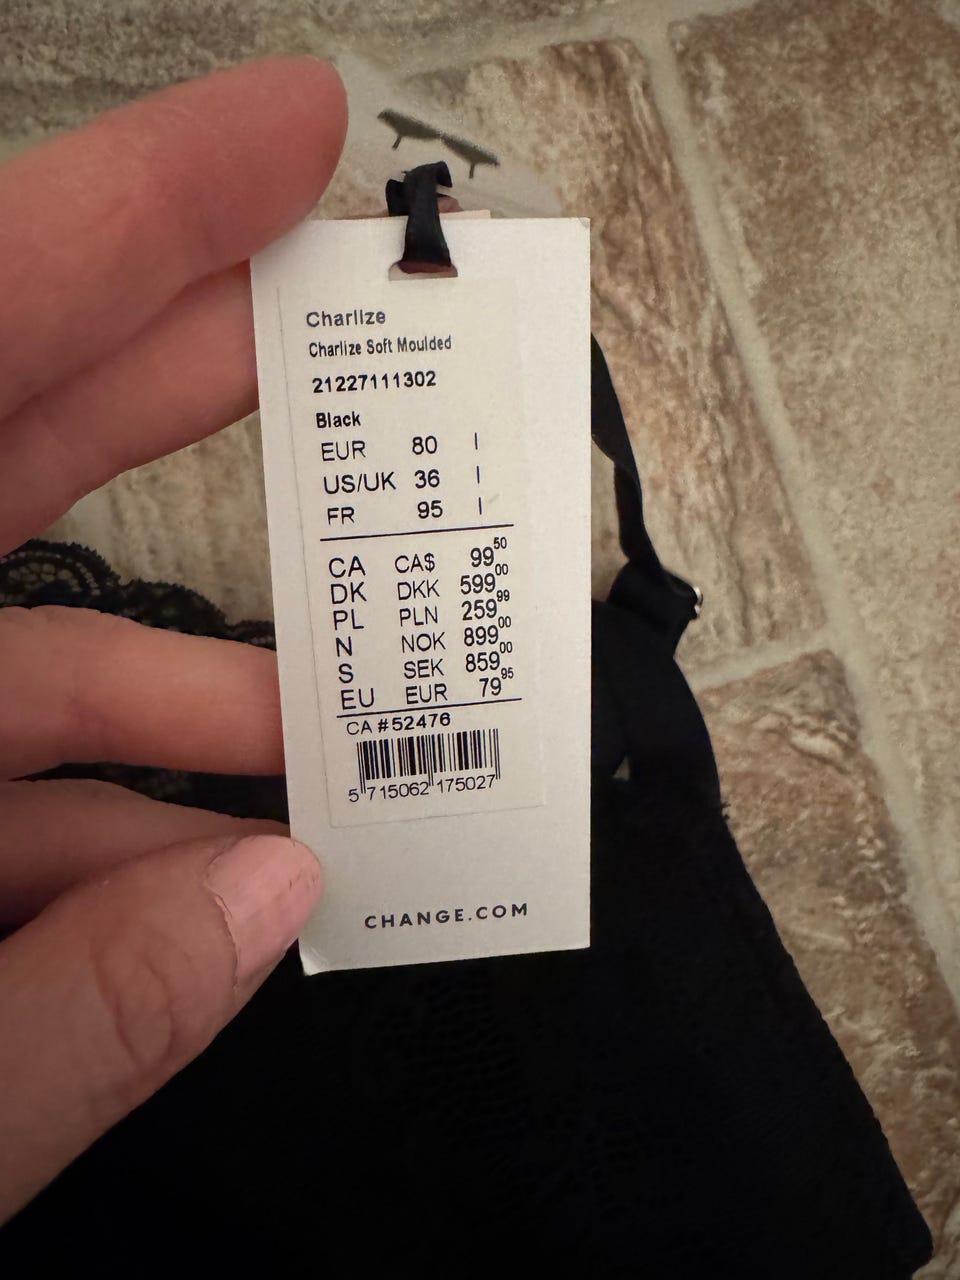 Charlize
Charlize Soft Moulded
21227111302
Black
EUR 80 I
US/UK 36 I
FR 95 I
CA CA$ 99 50
DK DKK 599 00
PL PLN 259 99
N NOK 899 00
S SEK 859 00
EU EUR 79 95
CA #52476
5 715062 175027
CHANGE.COM